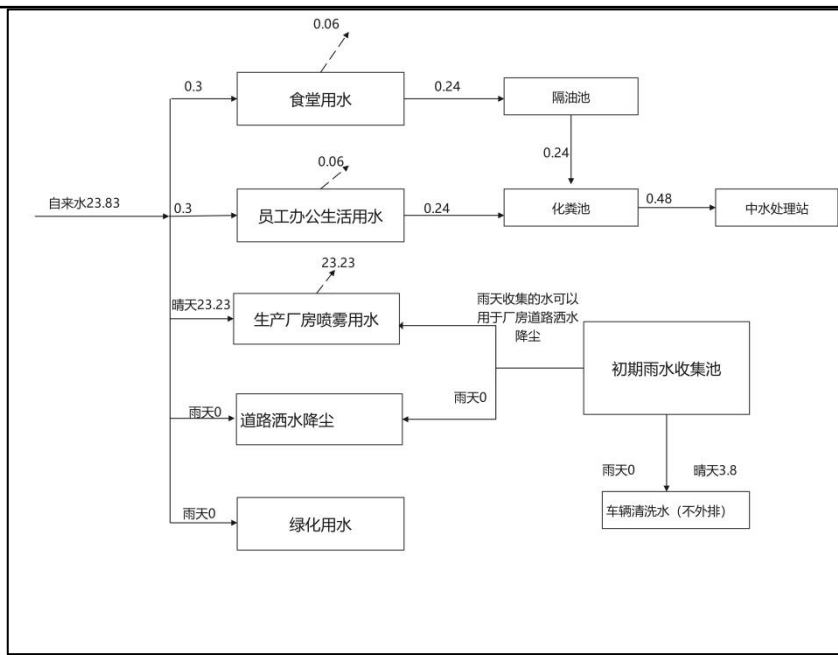 0.06
0.3
食堂用水
0.24
隔油池
0.24
0.06
自来水23.83
0.3
员工办公生活用水
0.24
化粪池
0.48
中水处理站
23.23
晴天23.23
生产厂房喷雾用水
雨天收集的水可以
用于厂房道路洒水
降尘
初期雨水收集池
雨天0
道路洒水降尘
雨天0
雨天0
晴天3.8
车辆清洗水（不外排）
雨天0
绿化用水